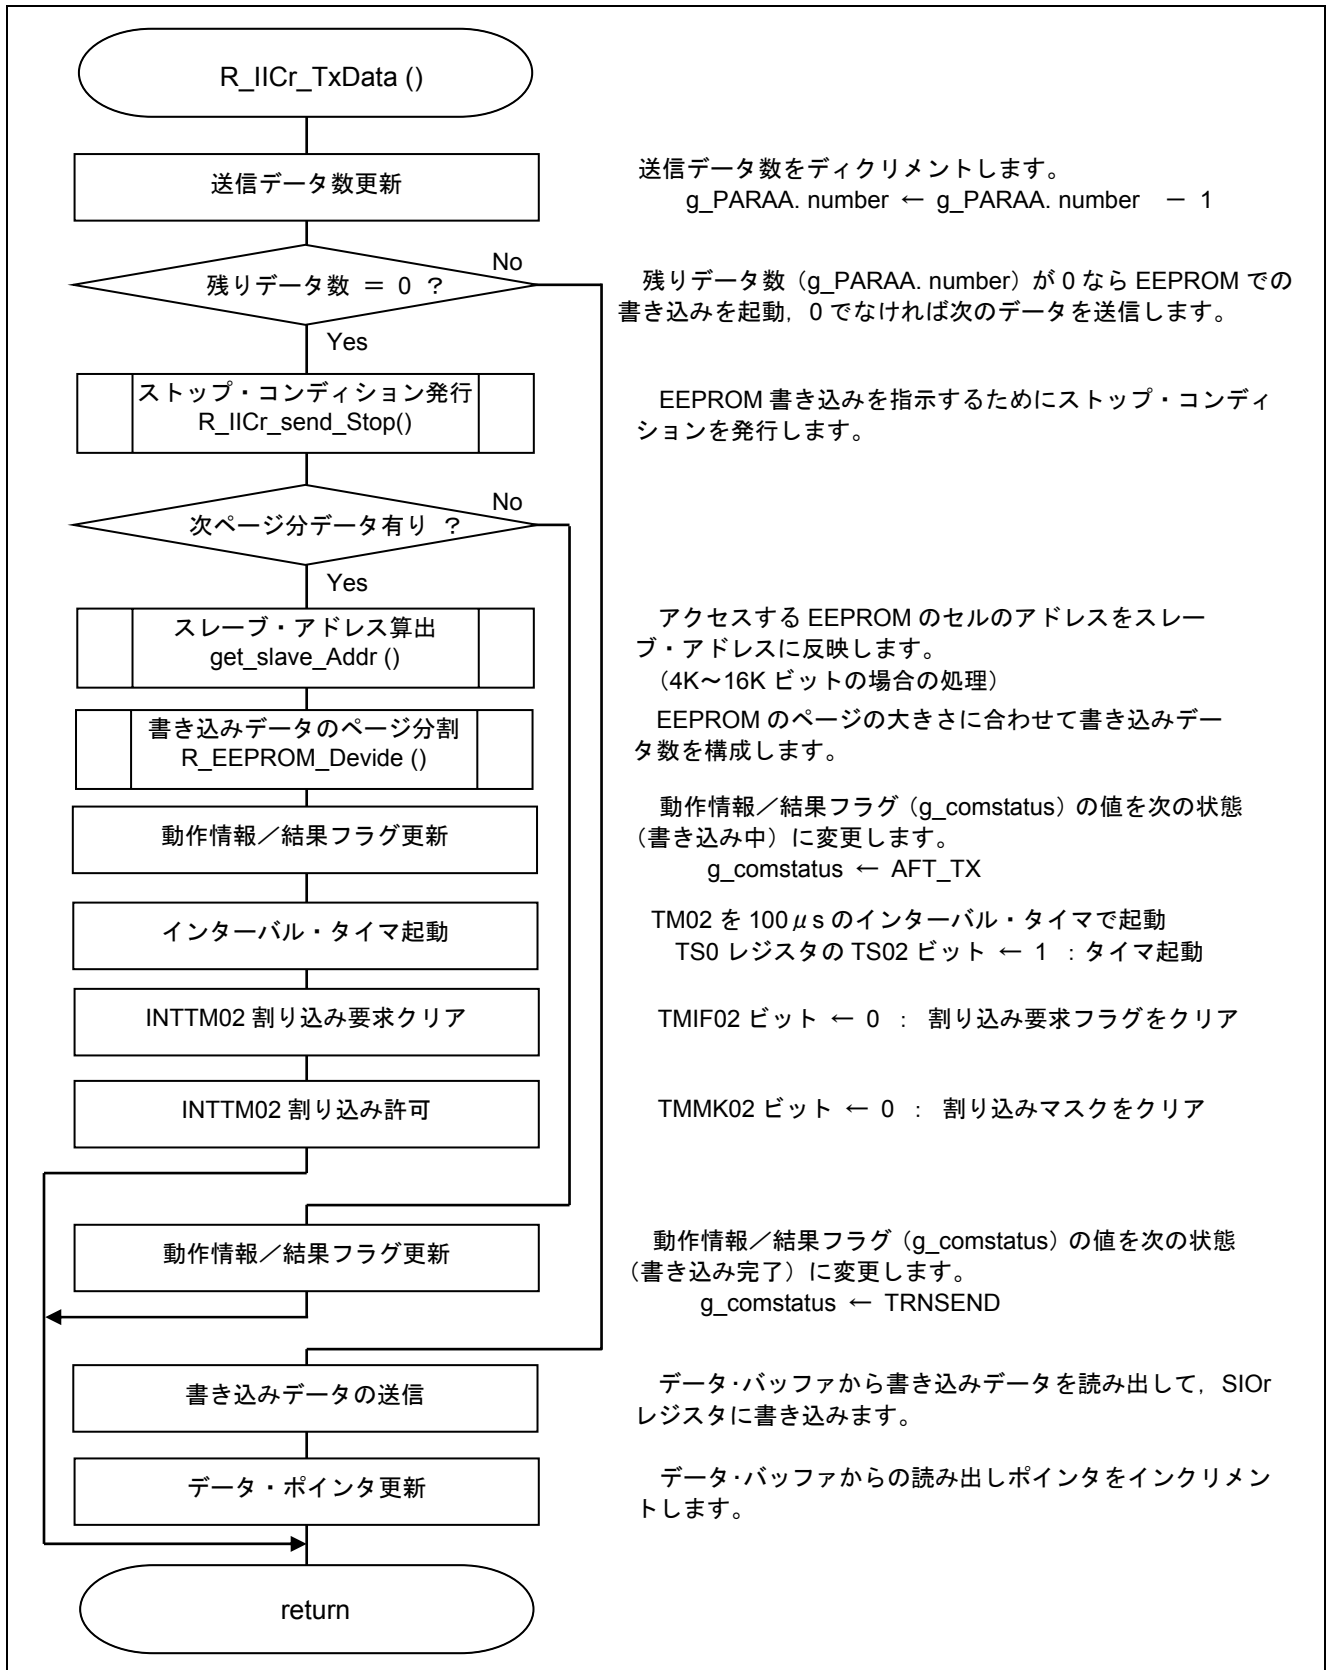 R_IICr_TxData ()
送信データ数更新
送信データ数をディクリメントします。
g_PARAA. number ← g_PARAA. number － 1
残りデータ数 ＝ 0 ？
No
Yes
残りデータ数（g_PARAA. number）が 0 なら EEPROM での
書き込みを起動，0 でなければ次のデータを送信します。
ストップ・コンディション発行
R_IICr_send_Stop()
EEPROM 書き込みを指示するためにストップ・コンディ
ションを発行します。
次ページ分データ有り ？
No
Yes
スレーブ・アドレス算出
get_slave_Addr ()
アクセスする EEPROM のセルのアドレスをスレー
ブ・アドレスに反映します。
（4K～16K ビットの場合の処理）
書き込みデータのページ分割
R_EEPROM_Devide ()
EEPROM のページの大きさに合わせて書き込みデー
タ数を構成します。
動作情報／結果フラグ更新
動作情報／結果フラグ（g_comstatus）の値を次の状態
（書き込み中）に変更します。
g_comstatus ← AFT_TX
インターバル・タイマ起動
TM02 を 100μs のインターバル・タイマで起動
TS0 レジスタの TS02 ビット ← 1 ：タイマ起動
INTTM02 割り込み要求クリア
TMIF02 ビット ← 0 ： 割り込み要求フラグをクリア
INTTM02 割り込み許可
TMMK02 ビット ← 0 ： 割り込みマスクをクリア
動作情報／結果フラグ更新
動作情報／結果フラグ（g_comstatus）の値を次の状態
（書き込み完了）に変更します。
g_comstatus ← TRNSEND
書き込みデータの送信
データ･バッファから書き込みデータを読み出して，SIOr
レジスタに書き込みます。
データ・ポインタ更新
データ･バッファからの読み出しポインタをインクリメン
トします。
return